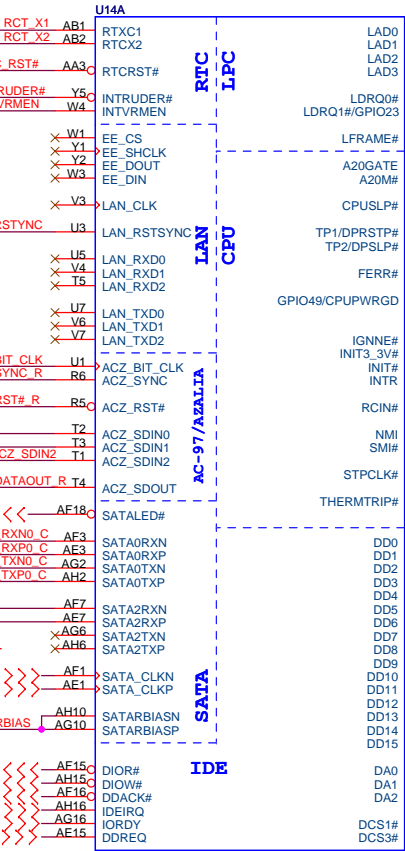 U14A
RCT_X1 AB1 RTXC1 LAD0
RCT_X2 AB2 RTCX2 LAD1
LAD2
_RST# AA3 RTCRST# LAD3
RTC LPC
RUDER# Y5 INTRUDER# LDRQ0#
VRMEN W4 INTVRMEN LDRQ1#/GPIO23
W1 EE_CS LFRAME#
Y1 EE_SHCLK
Y2 EE_DOUT A20GATE
W3 EE_DIN A20M#
V3 LAN_CLK CPUSLP#
RSTYNC U3 LAN_RSTSYNC TP1/DPRSTP#
TP2/DPSLP#
LAN CPU
U5 LAN_RXD0
V4 LAN_RXD1 FERR#
T5 LAN_RXD2
GPIO49/CPUPWRGD
U7 LAN_TXD0
V6 LAN_TXD1
V7 LAN_TXD2 IGNNE#
INIT3_3V#
BIT_CLK U1 ACZ_BIT_CLK INIT#
SYNC_R R6 ACZ_SYNC INTR
RST#_R R5 ACZ_RST# RCIN#
AC-97/AZALIA
T2 ACZ_SDIN0 NMI
T3 ACZ_SDIN1 SMI#
CZ_SDIN2 T1 ACZ_SDIN2
STPCLK#
DATAOUT_R T4 ACZ_SDOUT
THERMTRIP#
AF18 SATALED#
RXN0_C AF3 SATA0RXN DD0
RXP0_C AE3 SATA0RXP DD1
TXN0_C AG2 SATA0TXN DD2
TXP0_C AH2 SATA0TXP DD3
DD4
AF7 SATA2RXN DD5
AE7 SATA2RXP DD6
AG6 SATA2TXN DD7
AH6 SATA2TXP DD8
DD9
AF1 SATA_CLKN DD10
AE1 SATA_CLKP DD11
SATA
DD12
AH10 SATARBIASN DD13
RBIAS AG10 SATARBIASP DD14
DD15
IDE
AF15 DIOR# DA0
AH15 DIOW# DA1
AF16 DDACK# DA2
AH16 IDEIRQ
AG16 IORDY DCS1#
AE15 DDREQ DCS3#